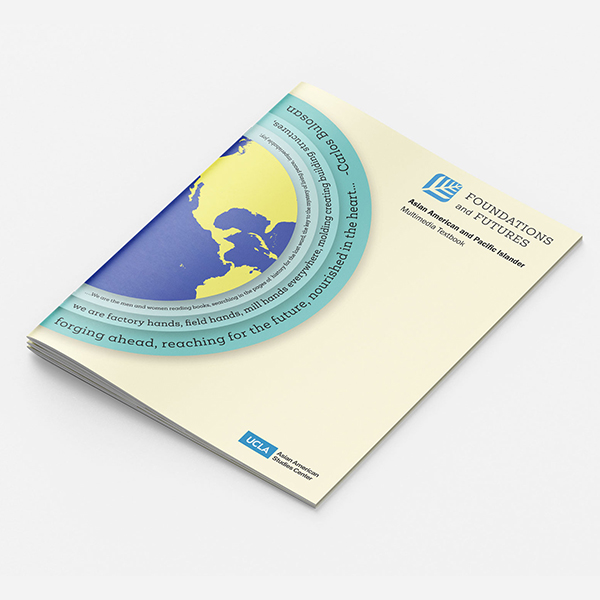 FOUNDATIONS
and FUTURES
Asian American and Pacific Islander
Multimedia Textbook
We are the men and women reading books, searching in the pages of history for the lost word, the key to the mystery of living peace, imperishable joy;
we are factory hands, field hands, mill hands everywhere, molding creating building structures,
forging ahead, reaching for the future, nourished in the heart... -Carlos Bulosan
UCLA
Asian American
Studies Center